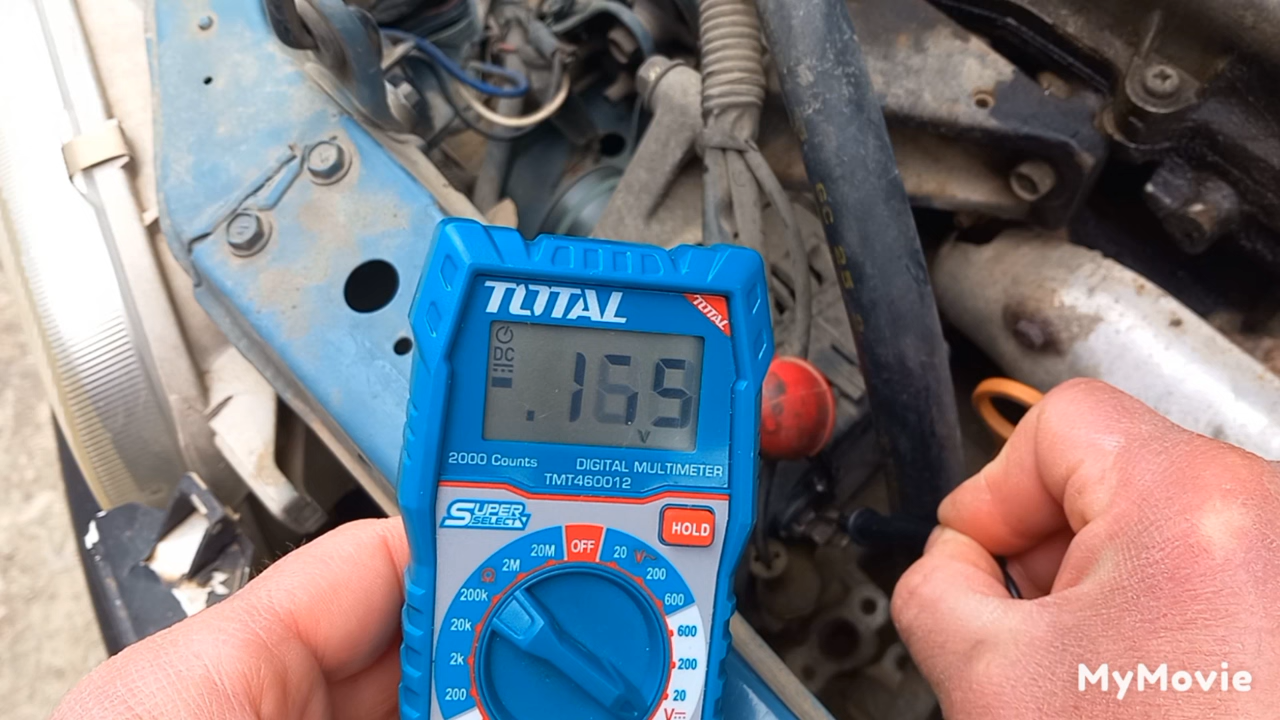 TOTAL
TOTAL
DC
V
2000 Counts
DIGITAL MULTIMETER
TMT460012
SUPER
SELECT
HOLD
OFF
20M
2M
200k
20k
2k
200
20
V~
200
600
600
200
20
V
MyMovie